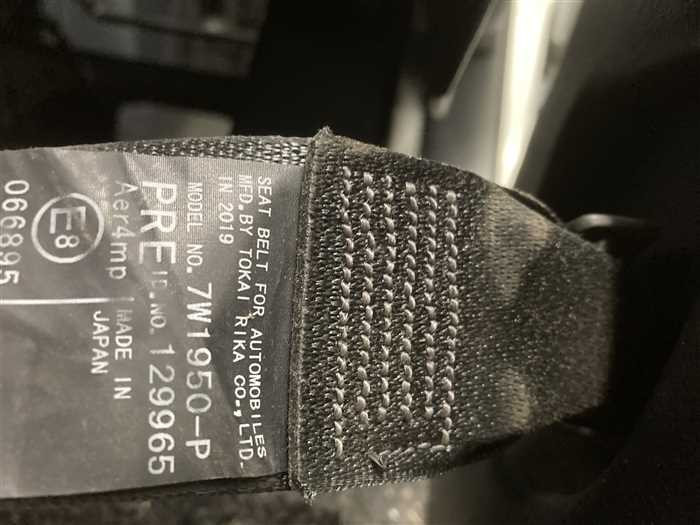 SEAT BELT FOR AUTOMOBILES
MFD.BY TOKAI RIKA CO.,LTD.
IN 2019
MODEL NO. 7W1950-P
PRE ID.NO. 129965
Aer4mp
MADE IN
JAPAN
E8
066895